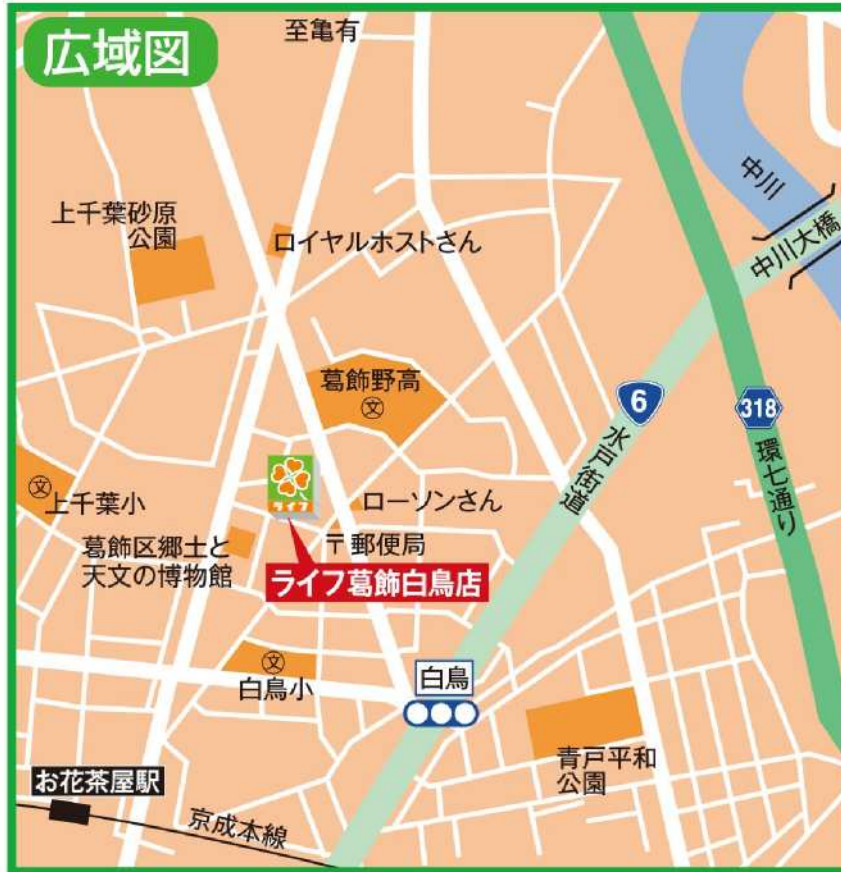 広域図
至亀有
中川
中川大橋
上千葉砂原
公園
ロイヤルホストさん
葛飾野高
文
6
水戸街道
318
環七通り
文
上千葉小
ライフ
ローソンさん
〒郵便局
葛飾区郷土と
天文の博物館
ライフ葛飾白鳥店
文
白鳥小
白鳥
青戸平和
公園
お花茶屋駅
京成本線